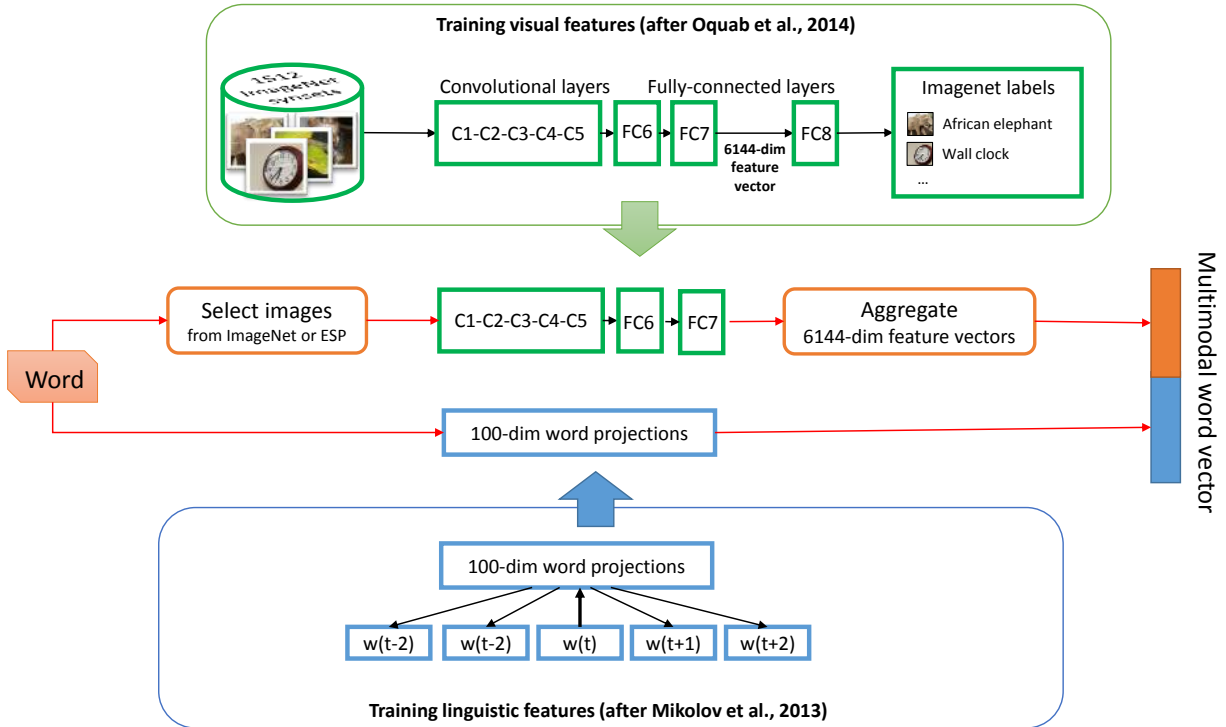 Training visual features (after Oquab et al., 2014)
1512
ImageNet
synsets
Convolutional layers
Fully-connected layers
C1-C2-C3-C4-C5
FC6
FC7
6144-dim
feature
vector
FC8
Imagenet labels
African elephant
Wall clock
...
Word
Select images
from ImageNet or ESP
C1-C2-C3-C4-C5
FC6
FC7
Aggregate
6144-dim feature vectors
100-dim word projections
Multimodal word vector
100-dim word projections
w(t-2)
w(t-2)
w(t)
w(t+1)
w(t+2)
Training linguistic features (after Mikolov et al., 2013)